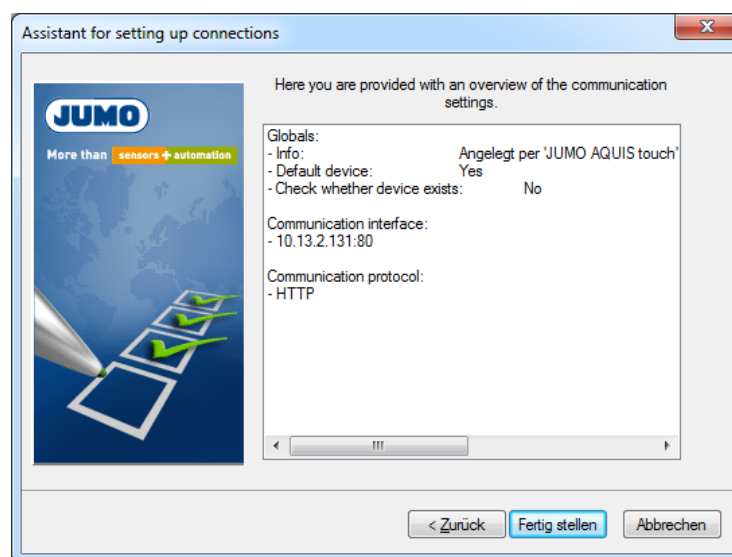 Assistant for setting up connections
JUMO
More than sensors + automation
Here you are provided with an overview of the communication
settings.
Globals:
- Info: Angelegt per 'JUMO AQUIS touch'
- Default device: Yes
- Check whether device exists: No
Communication interface:
- 10.13.2.131:80
Communication protocol:
- HTTP
< Zurück Fertig stellen Abbrechen